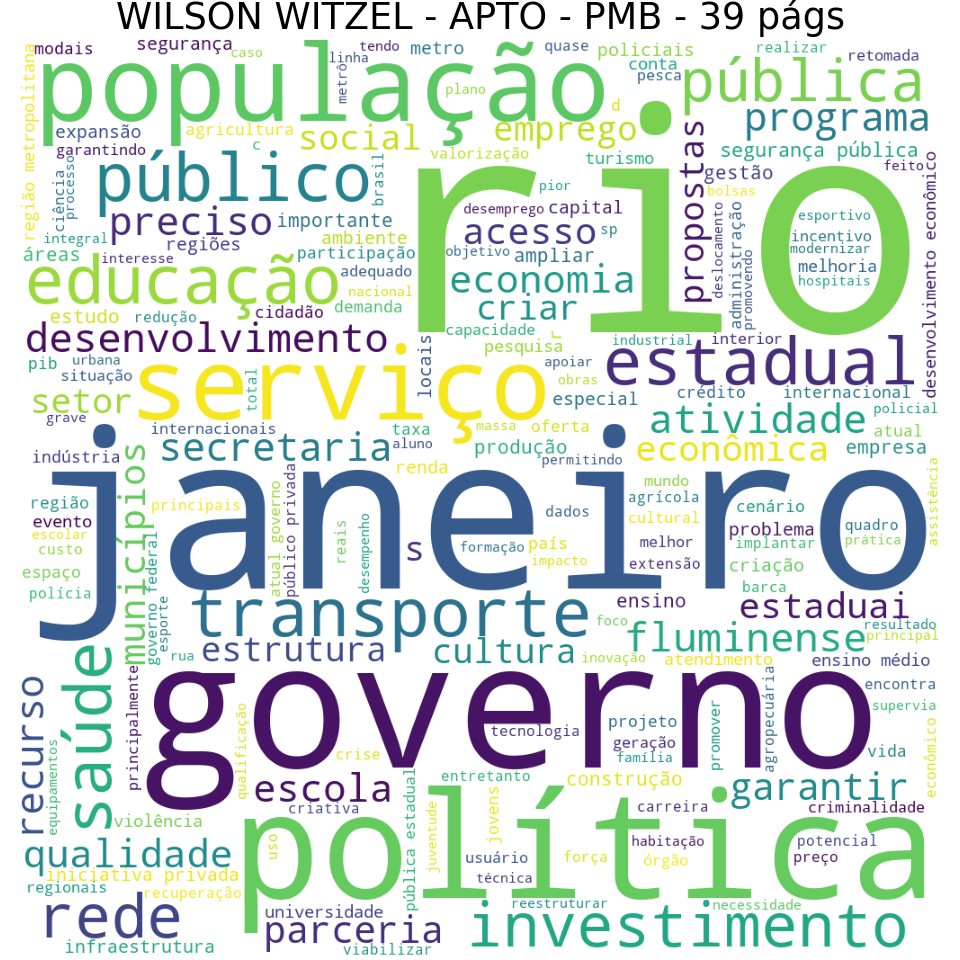 WILSON WITZEL - APTO - PMB - 39 págs
modais
segurança
caso
tendo
metro
quase
policiais
realizar
retomada
linha
conta
pesca
metrô
plano
d
população
pública
programa
região metropolitana
expansão
agricultura
social
emprego
garantindo
c
valorização
turismo
segurança pública
feito
ciência
processo
público
brasil
rio
pior
propostas
gestão
bolsas
esportivo
preciso
importante
desemprego
capital
deslocamento
administração
promovendo
incentivo
modernizar
integral
regiões
ambiente
acesso
sp
melhoria
áreas
interesse
participação
objetivo
ampliar
hospitais
desenvolvimento econômico
educação
adequado
economia
nacional
cidadão
demanda
criar
estudo
redução
capacidade
r
industrial
interior
desenvolvimento
pesquisa
estadual
pib
urbana
situação
serviço
total
locais
apoiar
obras
especial
crédito
internacional
setor
grave
internacionais
taxa
massa
oferta
atividade
policial
atual
indústria
secretaria
aluno
produção
econômica
empresa
renda
permitindo
municípios
janeiro
mundo
região
principais
agrícola
cenário
assistência
evento
escolar
custo
atual governo
público privada
reais
desempenho
s
dados
cultural
problema
quadro
prática
formação
país
melhor
implantar
espaço
impacto
extensão
criação
polícia
governo federal
esporte
transporte
ensino
barca
estaduai
foco
resultado
principal
rua
estrutura
cultura
fluminense
inovação
atendimento
ensino médio
saúde
recurso
principalmente
governo
encontra
supervia
tecnologia
projeto
geração
família
promover
agropecuária
vida
econômico
equipamentos
qualificação
crise
escola
entretanto
construção
garantir
criativa
carreira
criminalidade
violência
pública estadual
juventude
jovens
política
habitação
potencial
qualidade
uso
usuário
força
órgão
preço
iniciativa privada
técnica
regionais
recuperação
rede
universidade
reestruturar
necessidade
parceria
investimento
infraestrutura
viabilizar